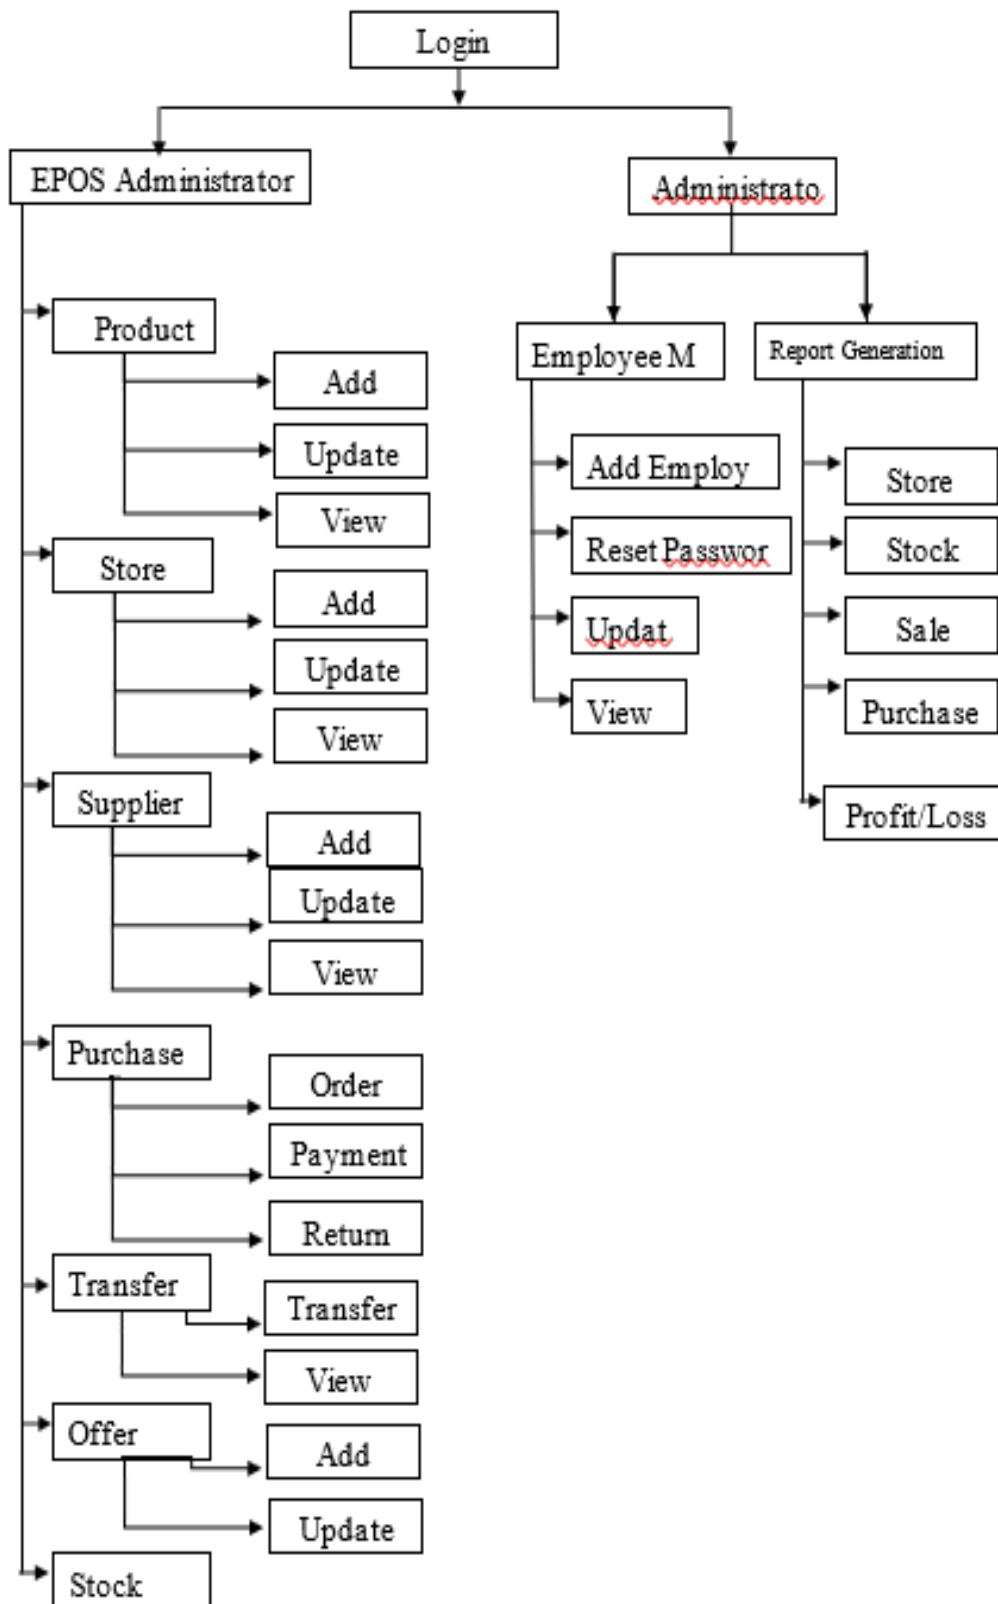 Login
EPOS Administrator
Administrato
Product
Add
Update
View
Store
Add
Update
View
Supplier
Add
Update
View
Purchase
Order
Payment
Return
Transfer
Transfer
View
Offer
Add
Update
Stock
Employee M
Add Employ
Reset Passwor
Updat
View
Report Generation
Store
Stock
Sale
Purchase
Profit/Loss